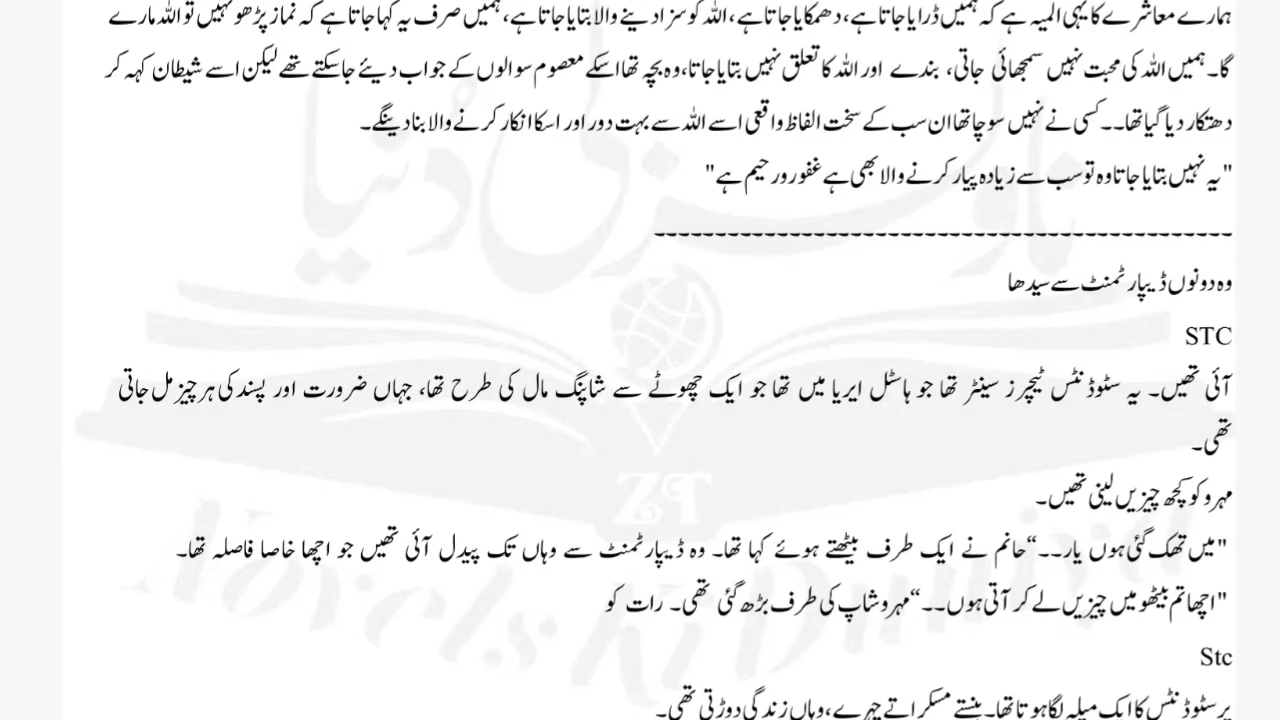 ہمارے معاشرے کا یہی المیہ ہے کہ ہمیں ڈرایا جاتا ہے، دھمکایا جاتا ہے، اللہ کو سزا دینے والا بتایا جاتا ہے، ہمیں صرف یہ کہا جاتا ہے کہ نماز پڑھو نہیں تو اللہ مارے
گا۔ ہمیں اللہ کی محبت نہیں سمجھائی جاتی، بندے اور اللہ کا تعلق نہیں بتایا جاتا، وہ بچہ تھا اسکے معصوم سوالوں کے جواب دیئے جا سکتے تھے لیکن اسے شیطان کہہ کر
دھتکار دیا گیا تھا۔۔ کسی نے نہیں سوچا تھا ان سب کے سخت الفاظ واقعی اسے اللہ سے بہت دور اور اسکا انکار کرنے والا بنا دینگے۔
"یہ نہیں بتایا جاتا وہ تو سب سے زیادہ پیار کرنے والا بھی ہے غفور و رحیم ہے"
---------------------------------------------
وہ دونوں ڈیپارٹمنٹ سے سیدھا
STC
آئی تھیں۔ یہ سٹوڈنٹس ٹیچرز سینٹر تھا جو ہاسٹل ایریا میں تھا جو ایک چھوٹے سے شاپنگ مال کی طرح تھا، جہاں ضرورت اور پسند کی ہر چیز مل جاتی
تھی۔
مہرو کو کچھ چیزیں لینی تھیں۔
"میں تھک گئی ہوں یار۔۔“ حانم نے ایک طرف بیٹھتے ہوئے کہا تھا۔ وہ ڈیپارٹمنٹ سے وہاں تک پیدل آئی تھیں جو اچھا خاصا فاصلہ تھا۔
"اچھا تم بیٹھو میں چیزیں لے کر آتی ہوں۔۔“ مہرو شاپ کی طرف بڑھ گئی تھی۔ رات کو
Stc
پر سٹوڈنٹس کا ایک میلہ لگا ہوتا تھا۔ ہنستے مسکراتے چہرے، وہاں زندگی دوڑتی تھی۔
ناولز کی دنیا
ZPT
Novels Ki Duniya